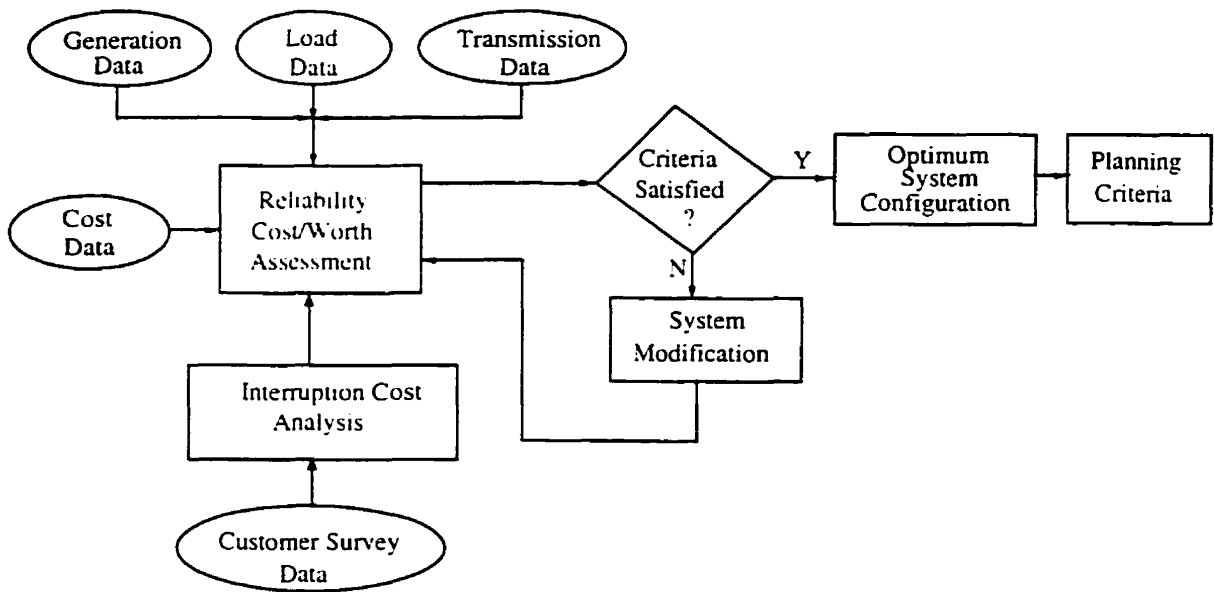 Generation
Data
Load
Data
Transmission
Data
Cost
Data
Reliability
Cost/Worth
Assessment
Criteria
Satisfied
?
Y
N
Optimum
System
Configuration
Planning
Criteria
System
Modification
Interruption Cost
Analysis
Customer Survey
Data